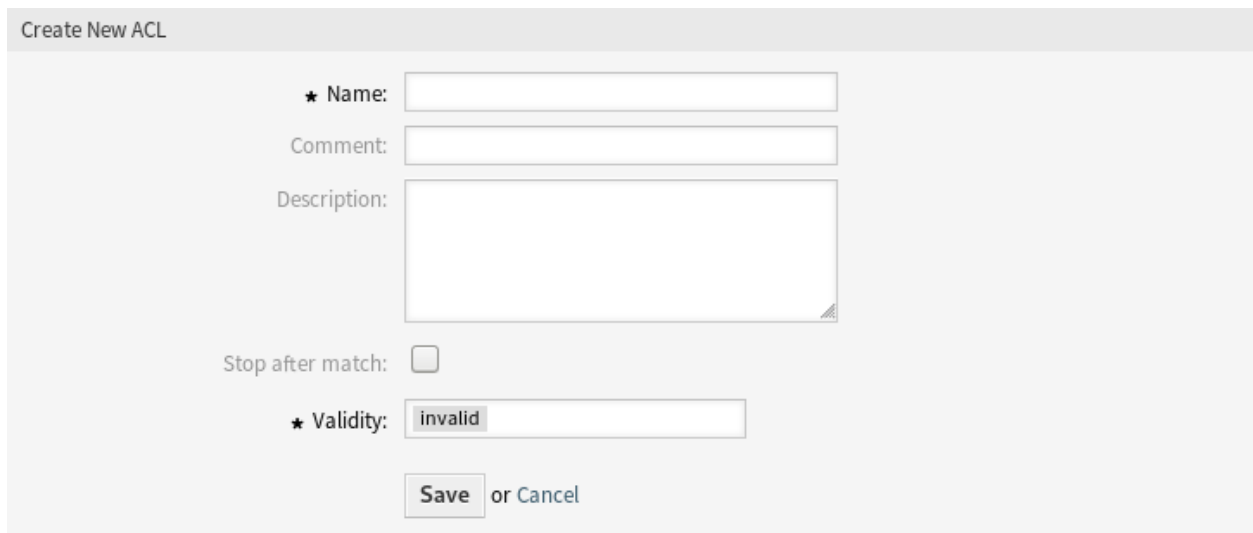 Create New ACL
★ Name:
Comment:
Description:
Stop after match:
★ Validity: invalid
Save or Cancel